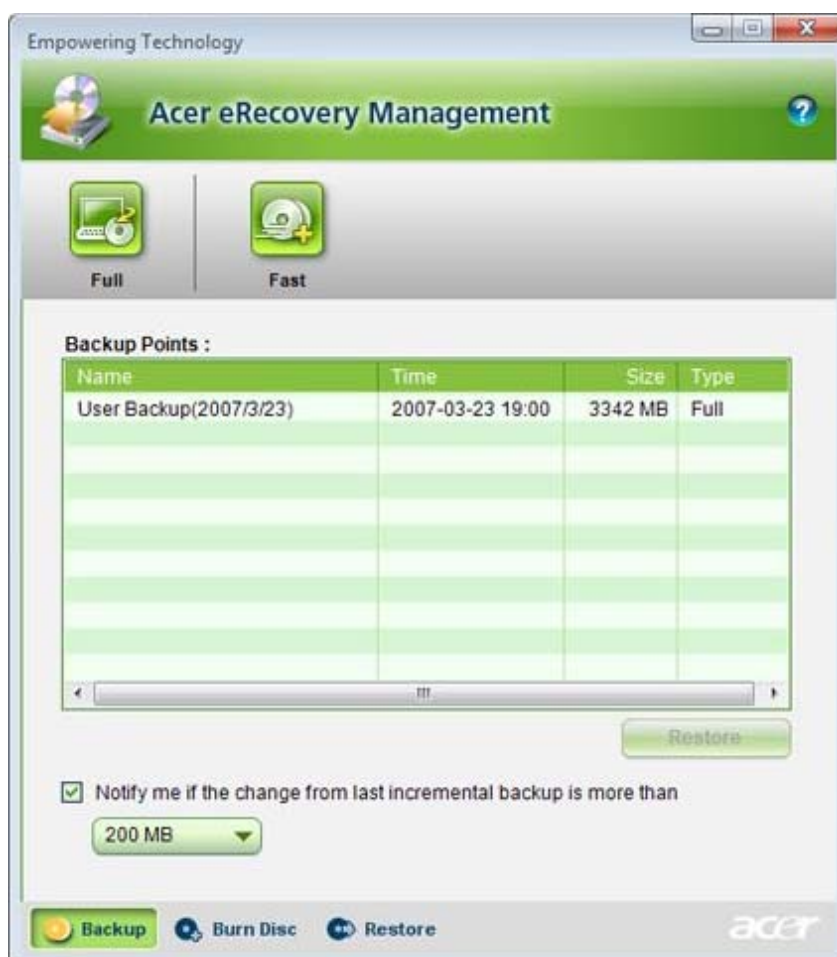 Empowering Technology
Acer eRecovery Management
?
Full
Fast
Backup Points :
Name Time Size Type
User Backup(2007/3/23) 2007-03-23 19:00 3342 MB Full
Restore
Notify me if the change from last incremental backup is more than
200 MB
Backup Burn Disc Restore acer